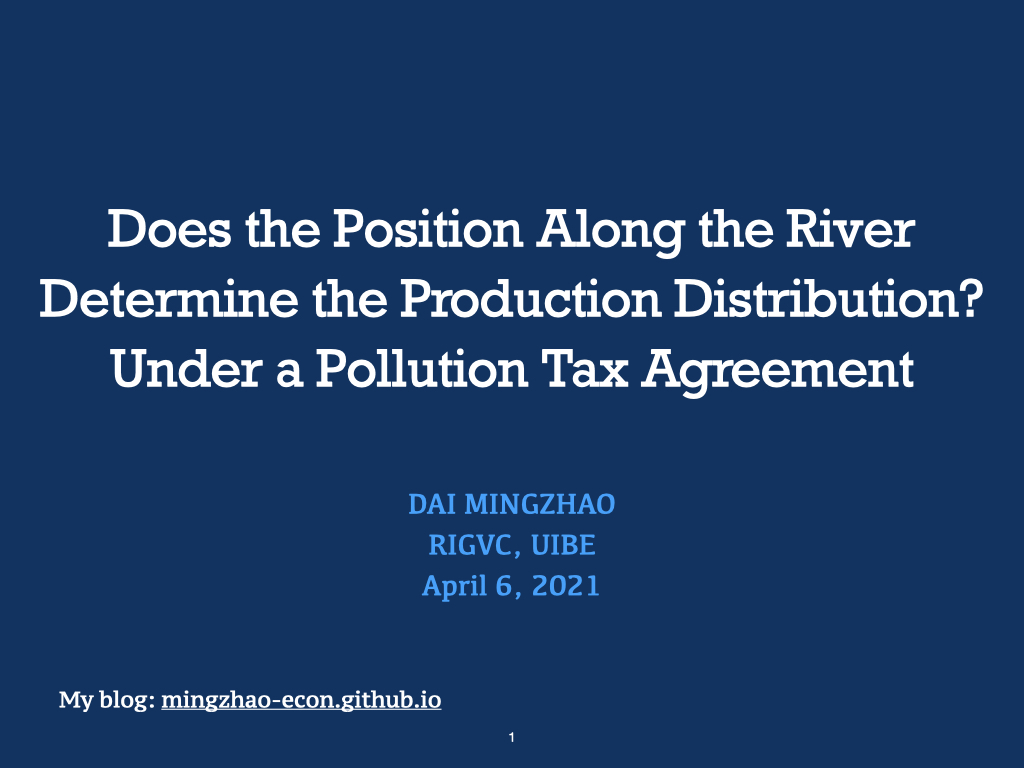 Does the Position Along the River
Determine the Production Distribution?
Under a Pollution Tax Agreement
DAI MINGZHAO
RIGVC, UIBE
April 6, 2021
My blog: mingzhao-econ.github.io
1